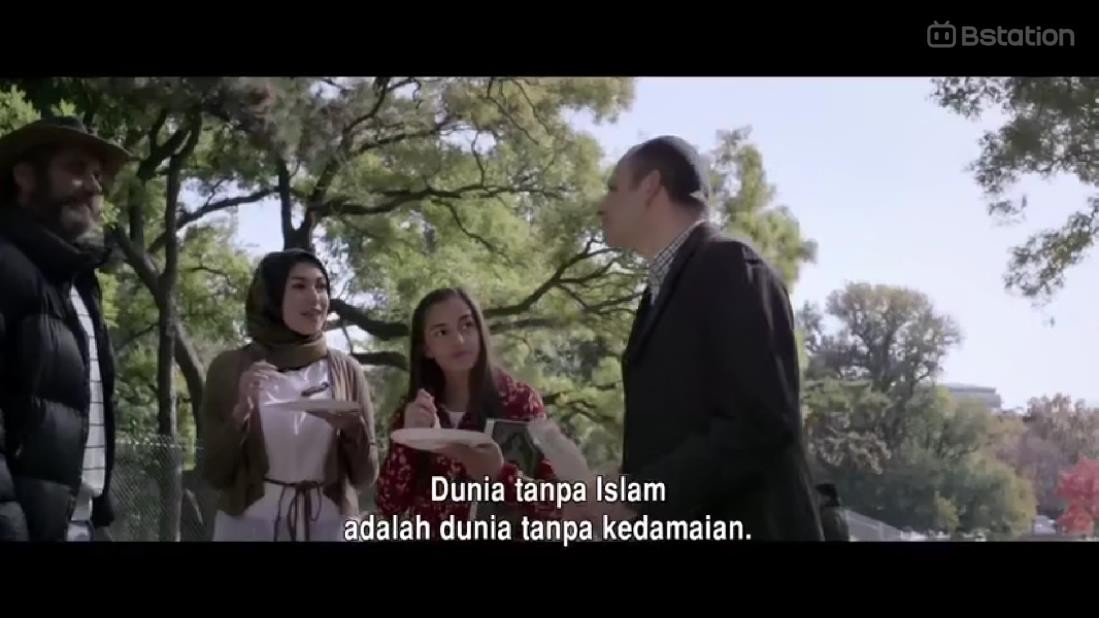 Bstation
Dunia tanpa Islam
adalah dunia tanpa kedamaian.